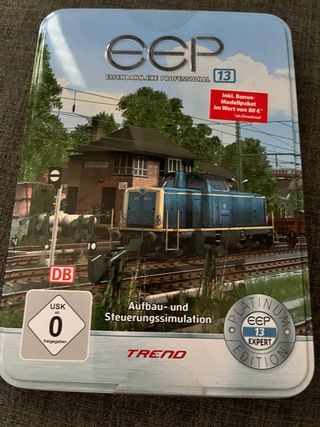 eeP
EISENBAHN.EXE PROFESSIONAL 13
Inkl. Bonus-
Modellpaket
im Wert von 80 €*
DB
USK
ab
0
freigegeben
Aufbau- und
Steuerungssimulation
TREND
PLATINUM
eeP
13
EXPERT
EDITION